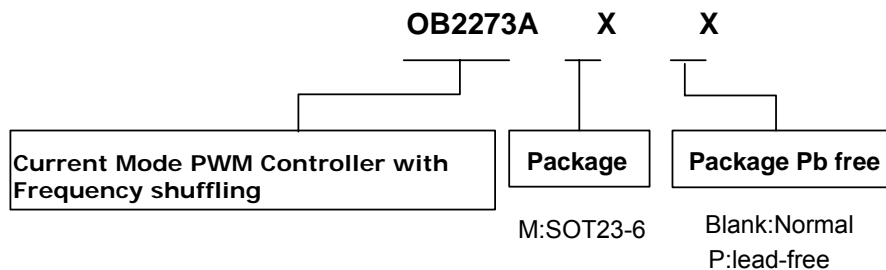 OB2273A X X
Current Mode PWM Controller with
Frequency shuffling
Package
Package Pb free
M:SOT23-6
Blank:Normal
P:lead-free